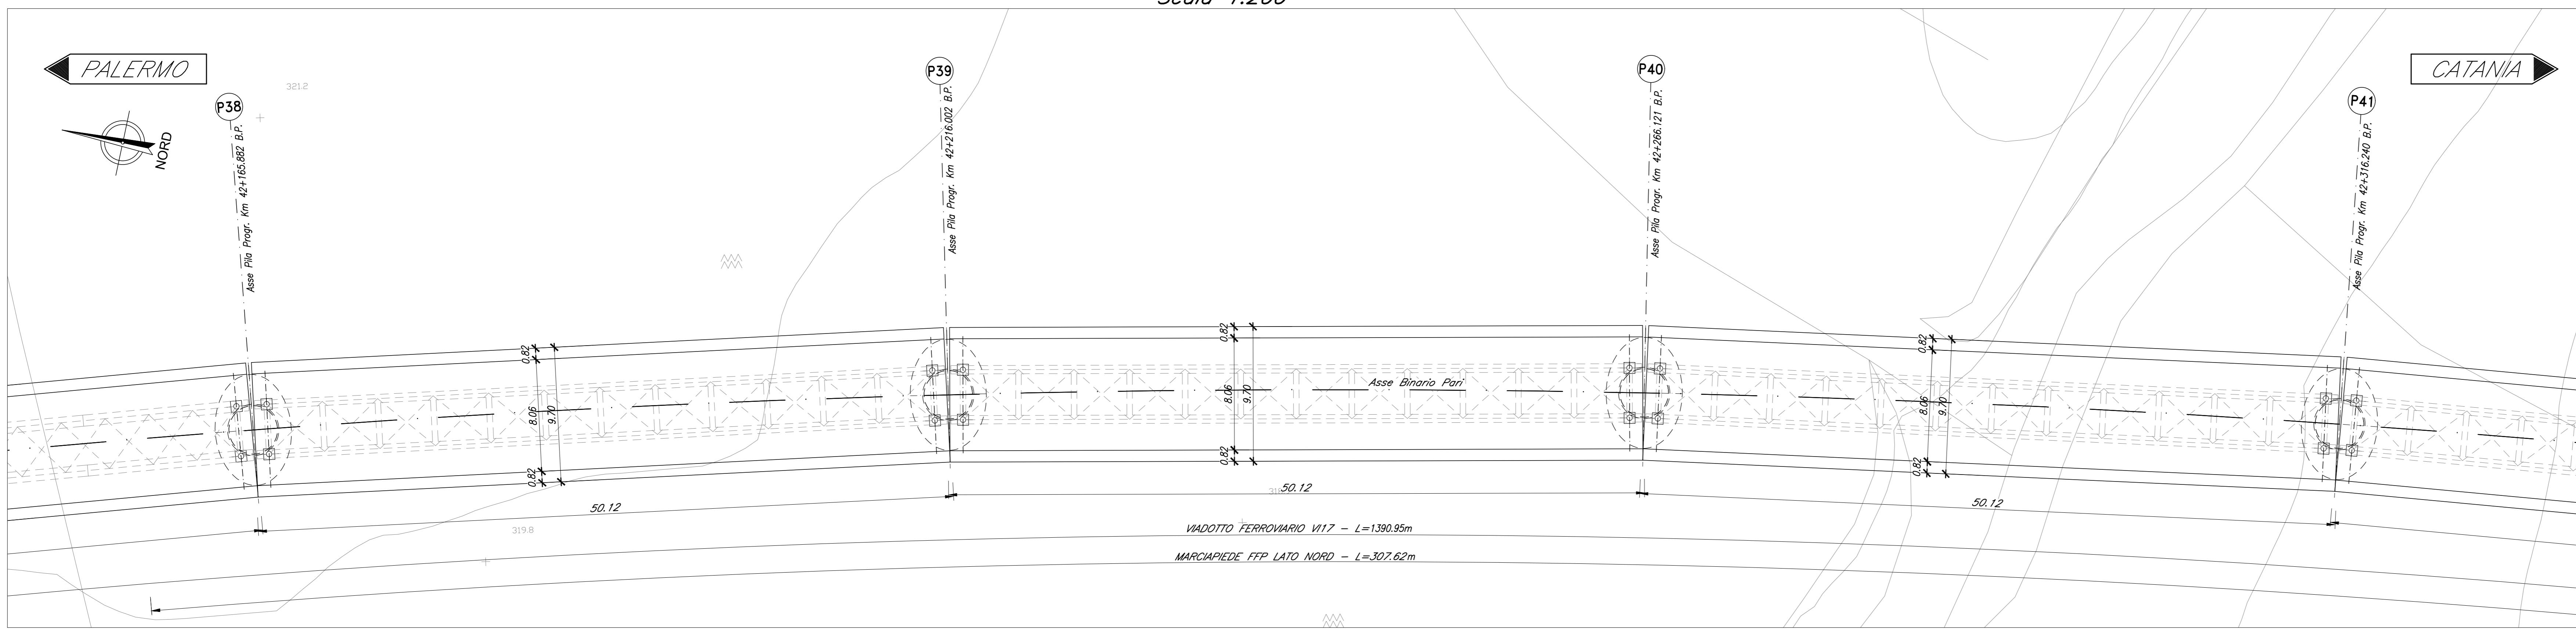 PALERMO
CATANIA
NORD
321.2
P38
P39
P40
P41
Asse Pila Progr. Km 42+165.882 B.P.
Asse Pila Progr. Km 42+216.002 B.P.
Asse Pila Progr. Km 42+266.121 B.P.
Asse Pila Progr. Km 42+316.240 B.P.
0.82
8.06
9.70
0.82
0.82
8.06
9.70
0.82
0.82
8.06
9.70
0.82
Asse Binario Pari
50.12
50.12
50.12
319.8
VIADOTTO FERROVIARIO VI17 - L=1390.95m
MARCIAPIEDE FFP LATO NORD - L=307.62m